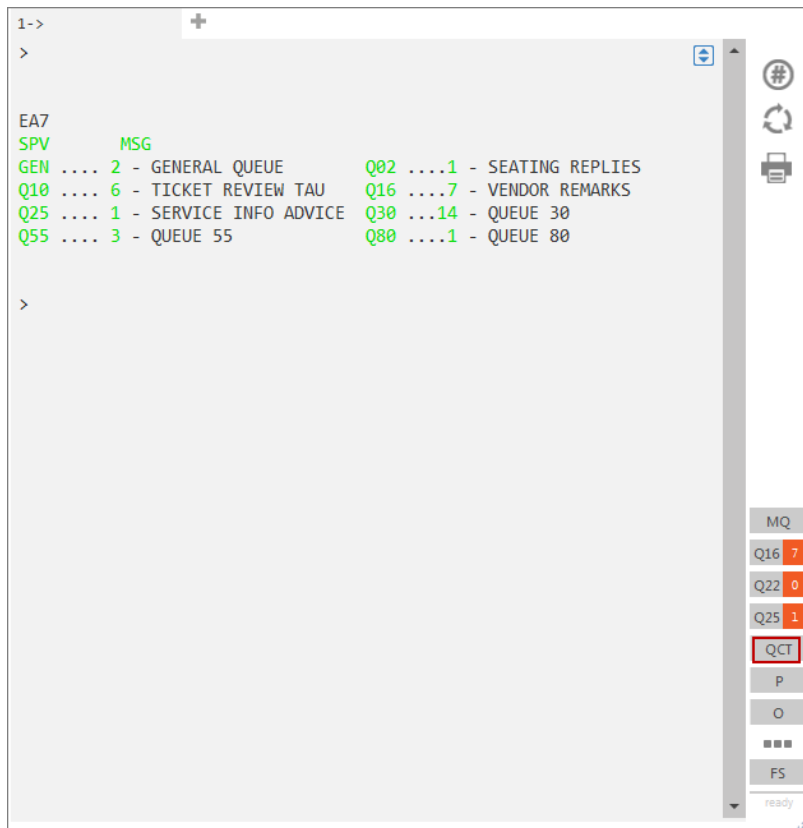 1->
>
EA7
SPV MSG
GEN .... 2 - GENERAL QUEUE Q02 ....1 - SEATING REPLIES
Q10 .... 6 - TICKET REVIEW TAU Q16 ....7 - VENDOR REMARKS
Q25 .... 1 - SERVICE INFO ADVICE Q30 ...14 - QUEUE 30
Q55 .... 3 - QUEUE 55 Q80 ....1 - QUEUE 80
>
#
MQ
Q16 7
Q22 0
Q25 1
QCT
P
O
FS
ready